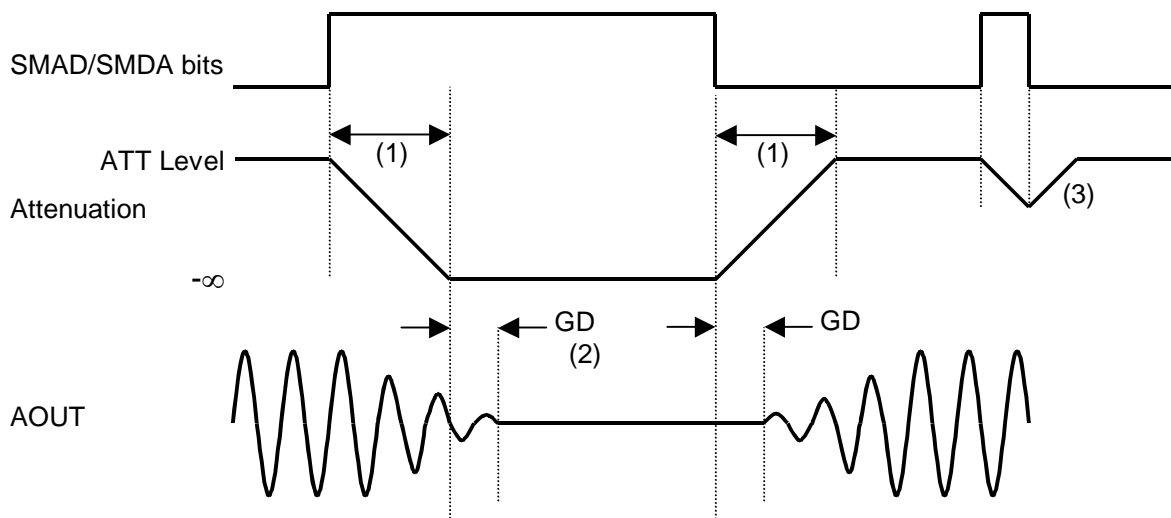 SMAD/SMDA bits
(1)
(1)
ATT Level
Attenuation
(3)
-∞
GD
(2)
GD
AOUT